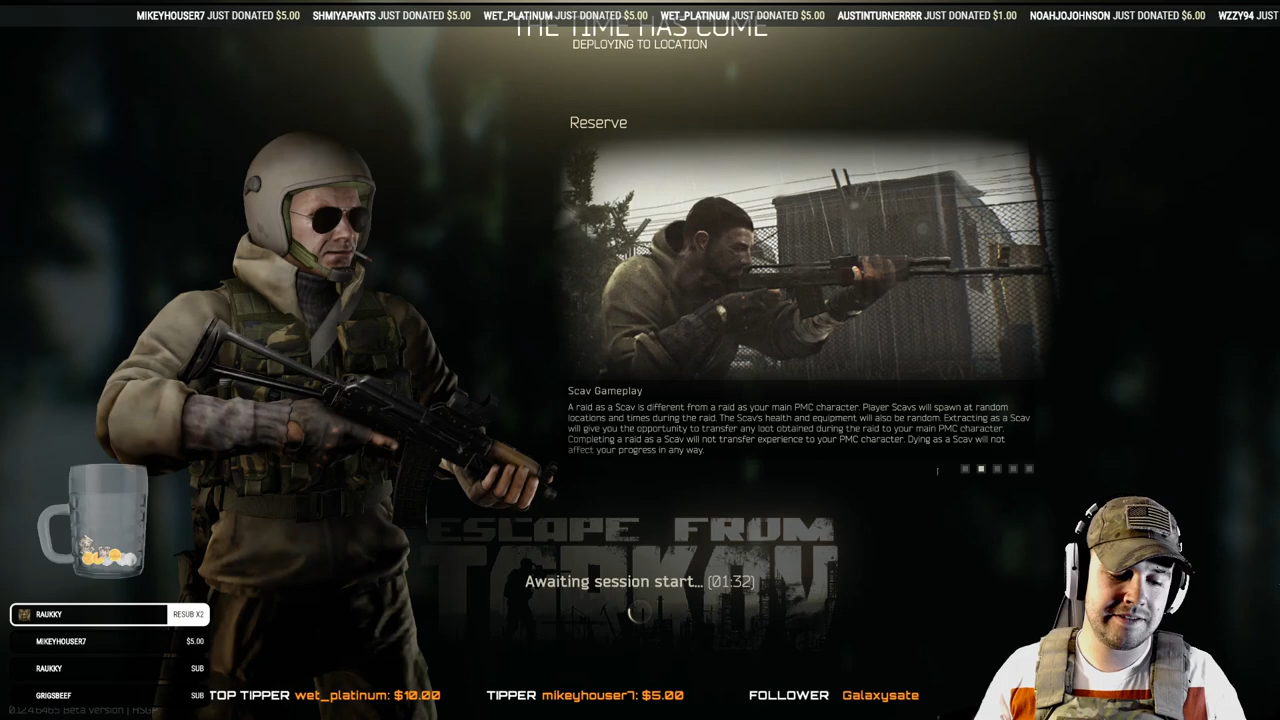 MIKEYHOUSER7 JUST DONATED $5.00 SHMIYAPANTS JUST DONATED $5.00 WET_PLATINUM JUST DONATED $5.00 WET_PLATINUM JUST DONATED $5.00 AUSTINTURNERRRR JUST DONATED $1.00 NOAHJOJOHNSON JUST DONATED $6.00 WZZY94 JUST
THE TIME HAS COME
DEPLOYING TO LOCATION
Reserve
Scav Gameplay
A raid as a Scav is different from a raid as your main PMC character. Player Scavs will spawn at random
locations and times during the raid. The Scav's health and equipment will also be random. Extracting as a Scav
will give you the opportunity to transfer any loot obtained during the raid to your main PMC character.
Completing a raid as a Scav will not transfer experience to your PMC character. Dying as a Scav will not
affect your progress in any way.
ESCAPE FROM
TARKOV
Awaiting session start... (01:32)
RAUKKY RESUB X2
MIKEYHOUSER7 $5.00
RAUKKY SUB
GRIGSBEEF SUB
TOP TIPPER wet_platinum: $10.00 TIPPER mikeyhouser7: $5.00 FOLLOWER Galaxysate
Beta version |